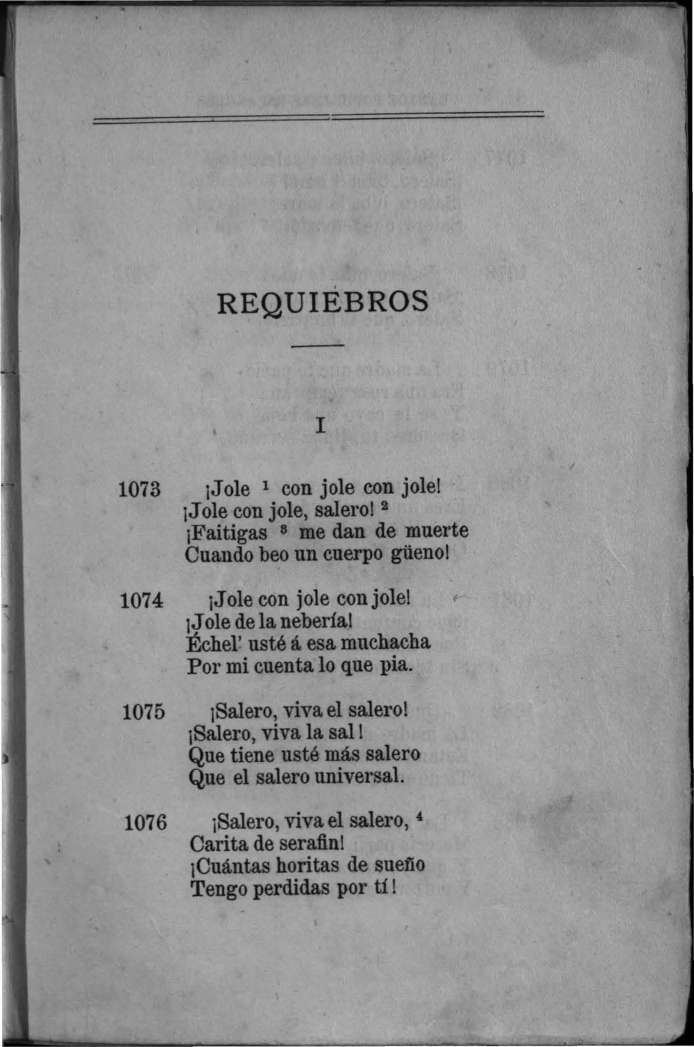 REQUIÉBROS
I
1073 ¡Jole ¹ con jole con jole!
¡Jole con jole, salero! ²
¡Faitigas ³ me dan de muerte
Cuando beo un cuerpo güeno!
1074 ¡Jole con jole con jole!
¡Jole de la nebería!
Échel' usté á esa muchacha
Por mi cuenta lo que pia.
1075 ¡Salero, viva el salero!
¡Salero, viva la sal!
Que tiene usté más salero
Que el salero universal.
1076 ¡Salero, viva el salero, ⁴
Carita de serafin!
¡Cuántas horitas de sueño
Tengo perdidas por tí!